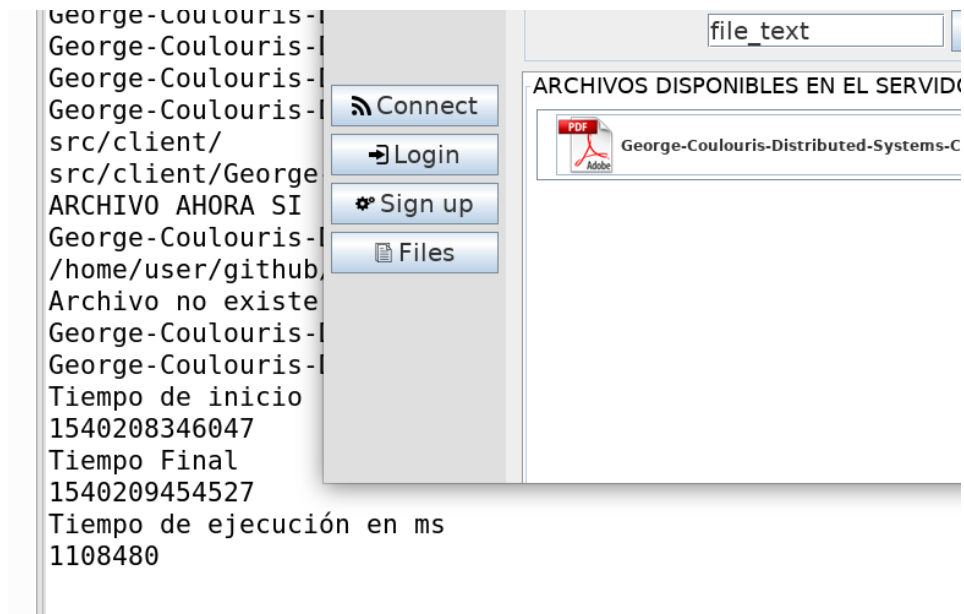 George-Coulouris-
George-Coulouris-
George-Coulouris-
George-Coulouris-
src/client/
src/client/George
ARCHIVO AHORA SI
George-Coulouris-
/home/user/github/
Archivo no existe
George-Coulouris-
George-Coulouris-
Tiempo de inicio
1540208346047
Tiempo Final
1540209454527
Tiempo de ejecución en ms
1108480
Connect
Login
Sign up
Files
file_text
ARCHIVOS DISPONIBLES EN EL SERVIDO
PDF
Adobe
George-Coulouris-Distributed-Systems-C